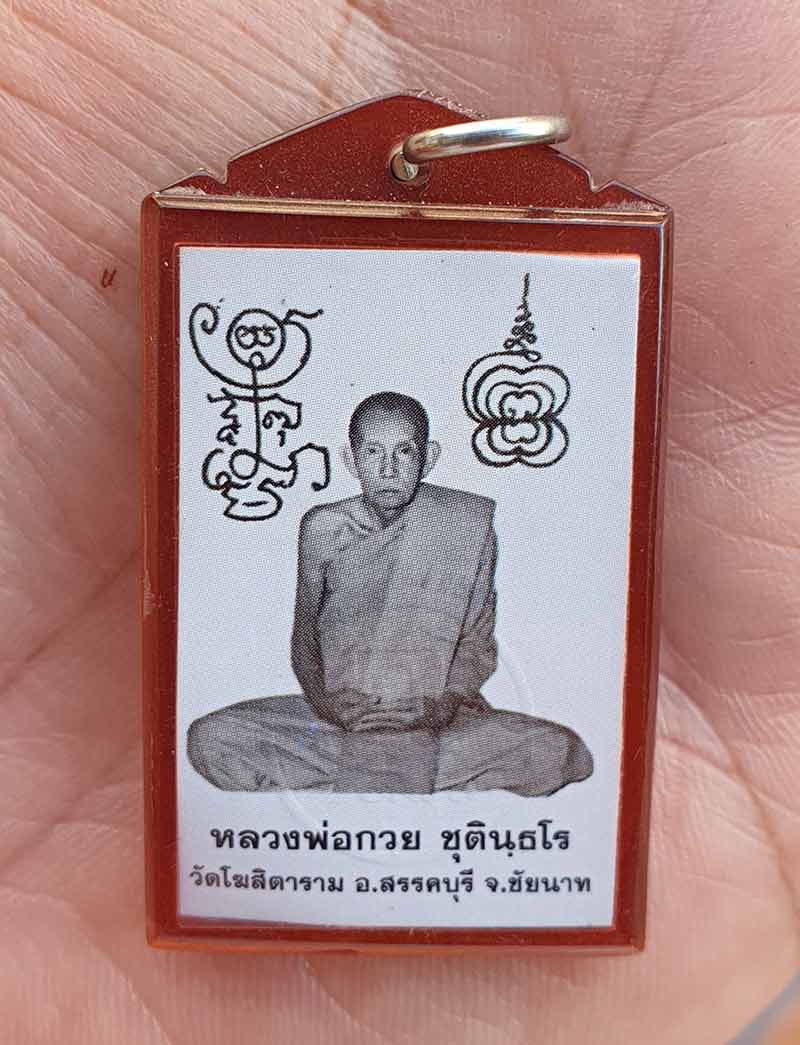 หลวงพ่อกวย ชุตินฺธโร
วัดโฆสิตาราม อ.สรรคบุรี จ.ชัยนาท